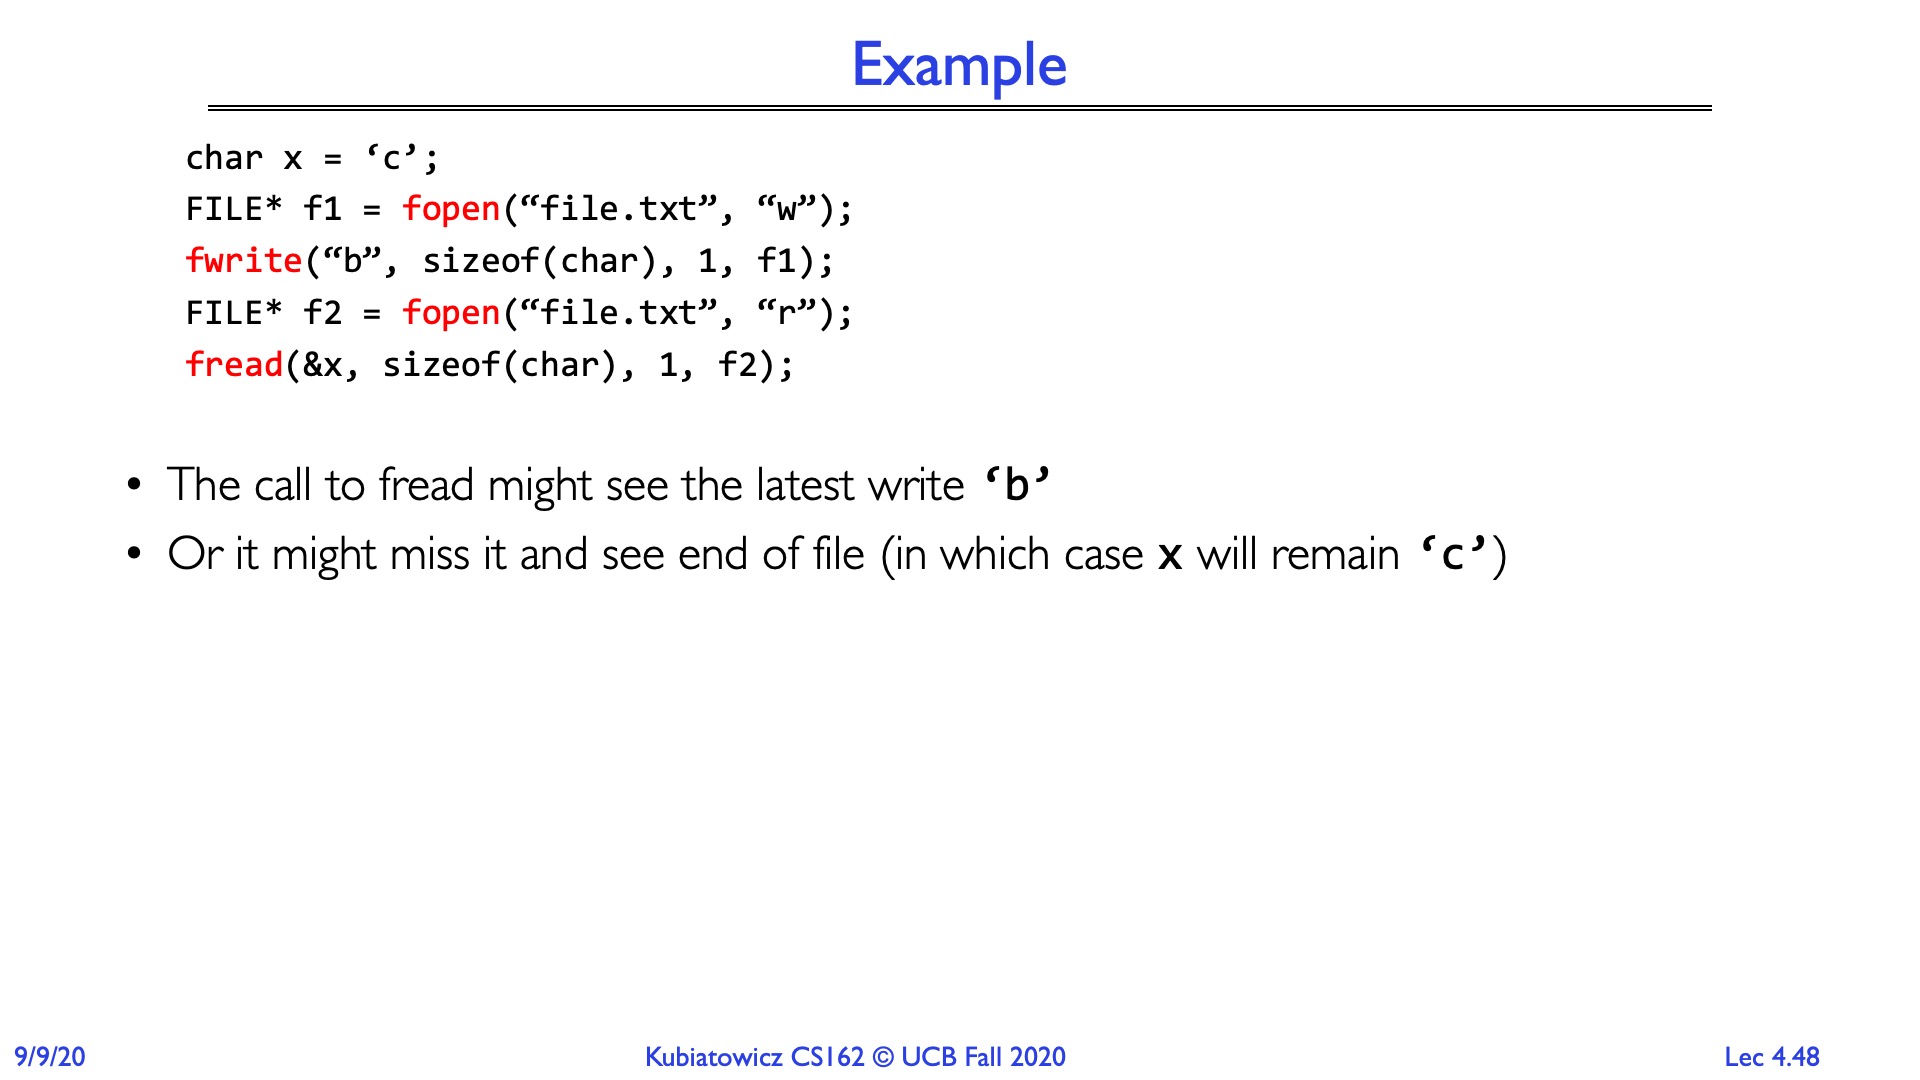 Example
char x = ‘c’;
FILE* f1 = fopen(“file.txt”, “w”);
fwrite(“b”, sizeof(char), 1, f1);
FILE* f2 = fopen(“file.txt”, “r”);
fread(&x, sizeof(char), 1, f2);
• The call to fread might see the latest write ‘b’
• Or it might miss it and see end of file (in which case x will remain ‘c’)
9/9/20
Kubiatowicz CS162 © UCB Fall 2020
Lec 4.48